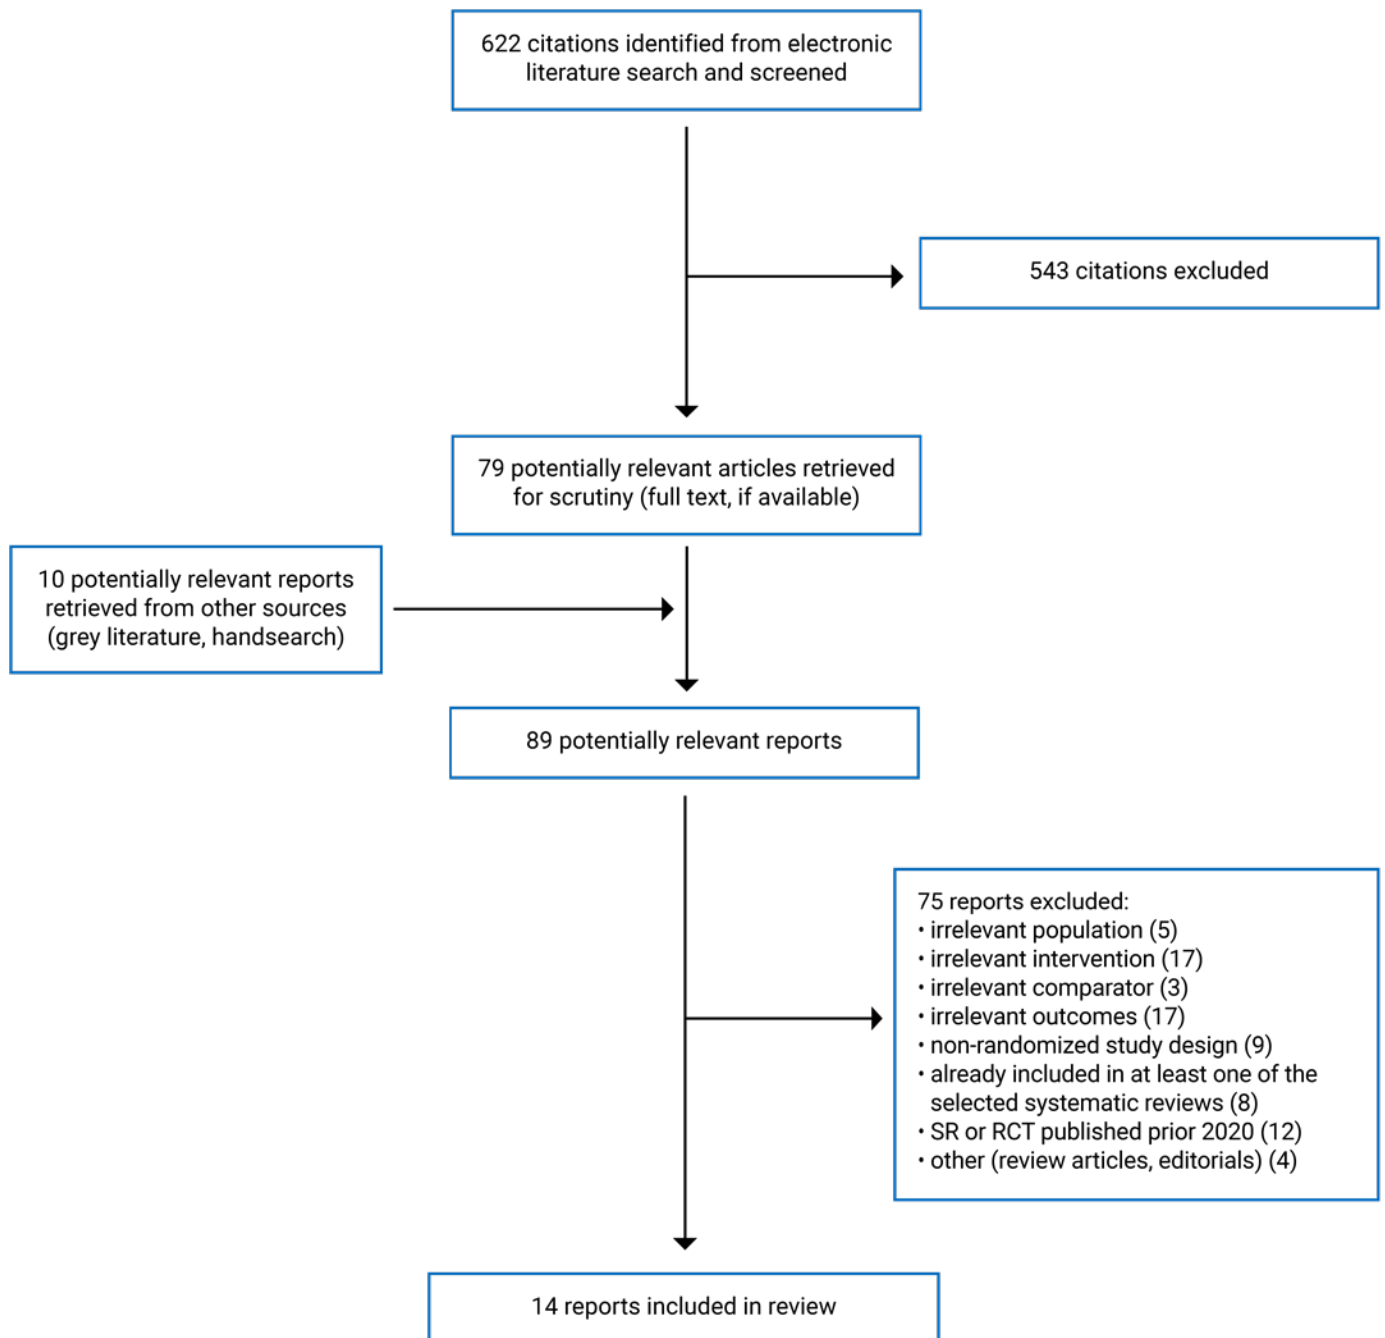 622 citations identified from electronic
literature search and screened
543 citations excluded
79 potentially relevant articles retrieved
for scrutiny (full text, if available)
10 potentially relevant reports
retrieved from other sources
(grey literature, handsearch)
89 potentially relevant reports
75 reports excluded:
• irrelevant population (5)
• irrelevant intervention (17)
• irrelevant comparator (3)
• irrelevant outcomes (17)
• non-randomized study design (9)
• already included in at least one of the
selected systematic reviews (8)
• SR or RCT published prior 2020 (12)
• other (review articles, editorials) (4)
14 reports included in review